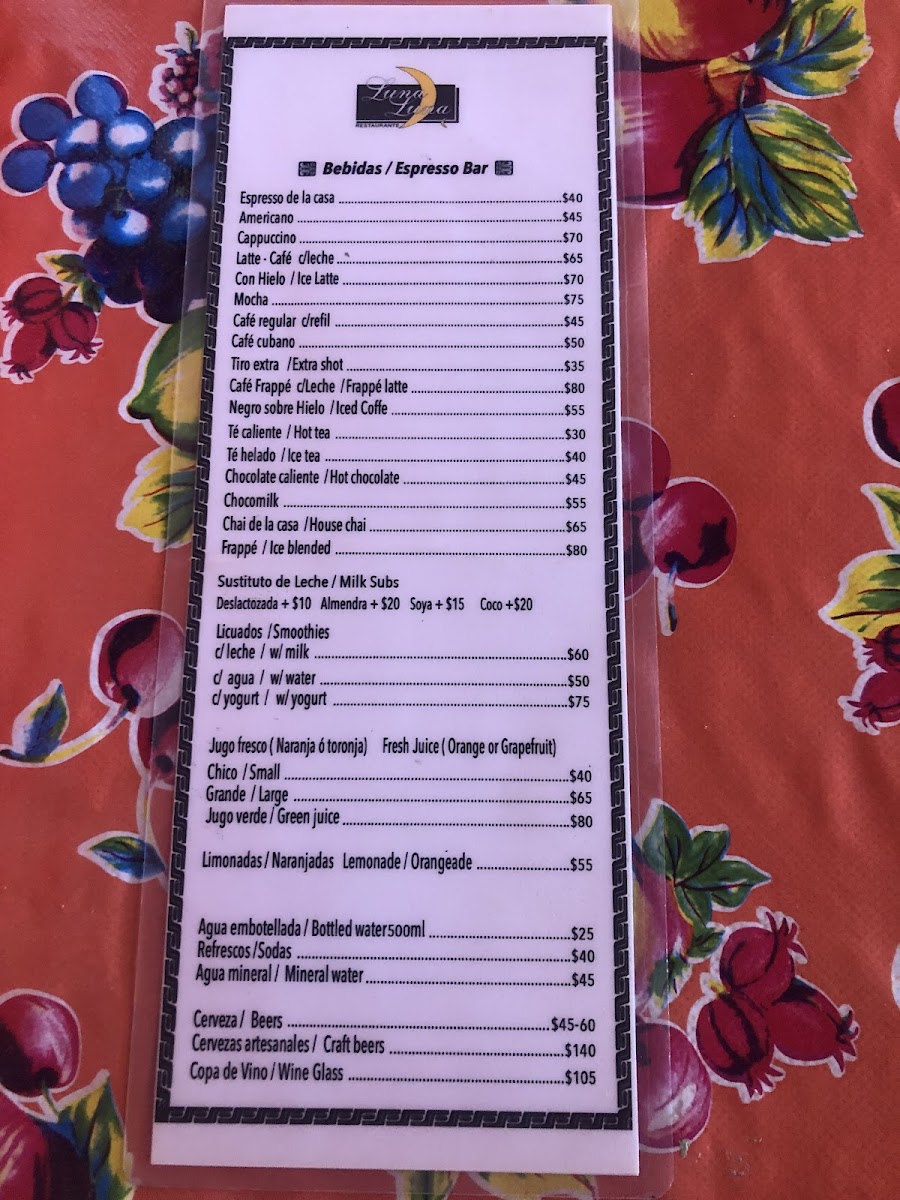 Luna
Luna
RESTAURANTE
Bebidas / Espresso Bar
Espresso de la casa $40
Americano $45
Cappuccino $70
Latte - Café c/leche $65
Con Hielo / Ice Latte $70
Mocha $75
Café regular c/refil $45
Café cubano $50
Tiro extra /Extra shot $35
Café Frappé c/Leche / Frappé latte $80
Negro sobre Hielo / Iced Coffe $55
Té caliente / Hot tea $30
Té helado / Ice tea $40
Chocolate caliente / Hot chocolate $45
Chocomilk $55
Chai de la casa / House chai $65
Frappé / Ice blended $80
Sustituto de Leche / Milk Subs
Deslactozada + $10 Almendra + $20 Soya + $15 Coco +$20
Licuados / Smoothies
c/ leche / w/ milk $60
c/ agua / w/ water $50
c/ yogurt / w/ yogurt $75
Jugo fresco ( Naranja ó toronja) Fresh Juice ( Orange or Grapefruit)
Chico / Small $40
Grande / Large $65
Jugo verde / Green juice $80
Limonadas / Naranjadas Lemonade / Orangeade $55
Agua embotellada / Bottled water500ml $25
Refrescos /Sodas $40
Agua mineral / Mineral water $45
Cerveza / Beers $45-60
Cervezas artesanales / Craft beers $140
Copa de Vino / Wine Glass $105